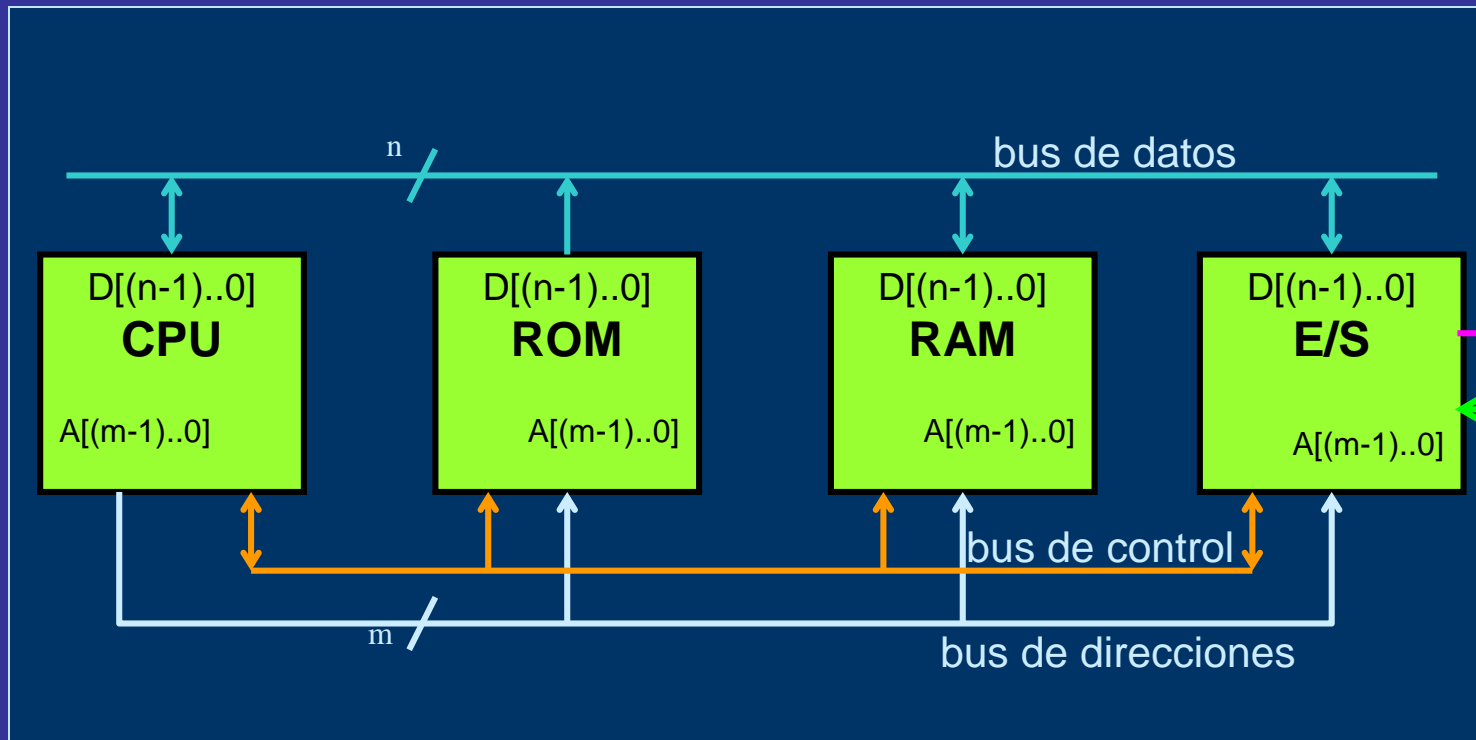 n
bus de datos
D[(n-1)..0]
CPU
A[(m-1)..0]
D[(n-1)..0]
ROM
A[(m-1)..0]
D[(n-1)..0]
RAM
A[(m-1)..0]
D[(n-1)..0]
E/S
A[(m-1)..0]
bus de control
m
bus de direcciones